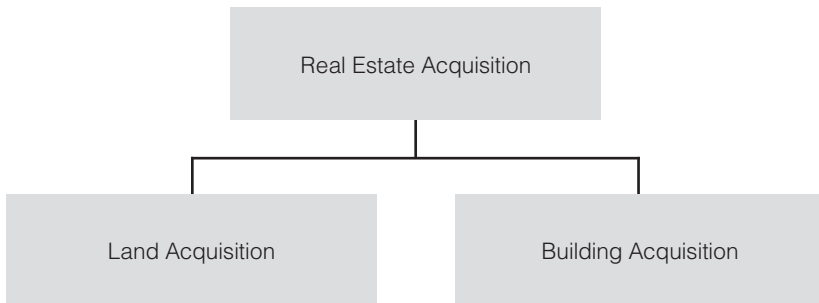 Real Estate Acquisition
Land Acquisition
Building Acquisition